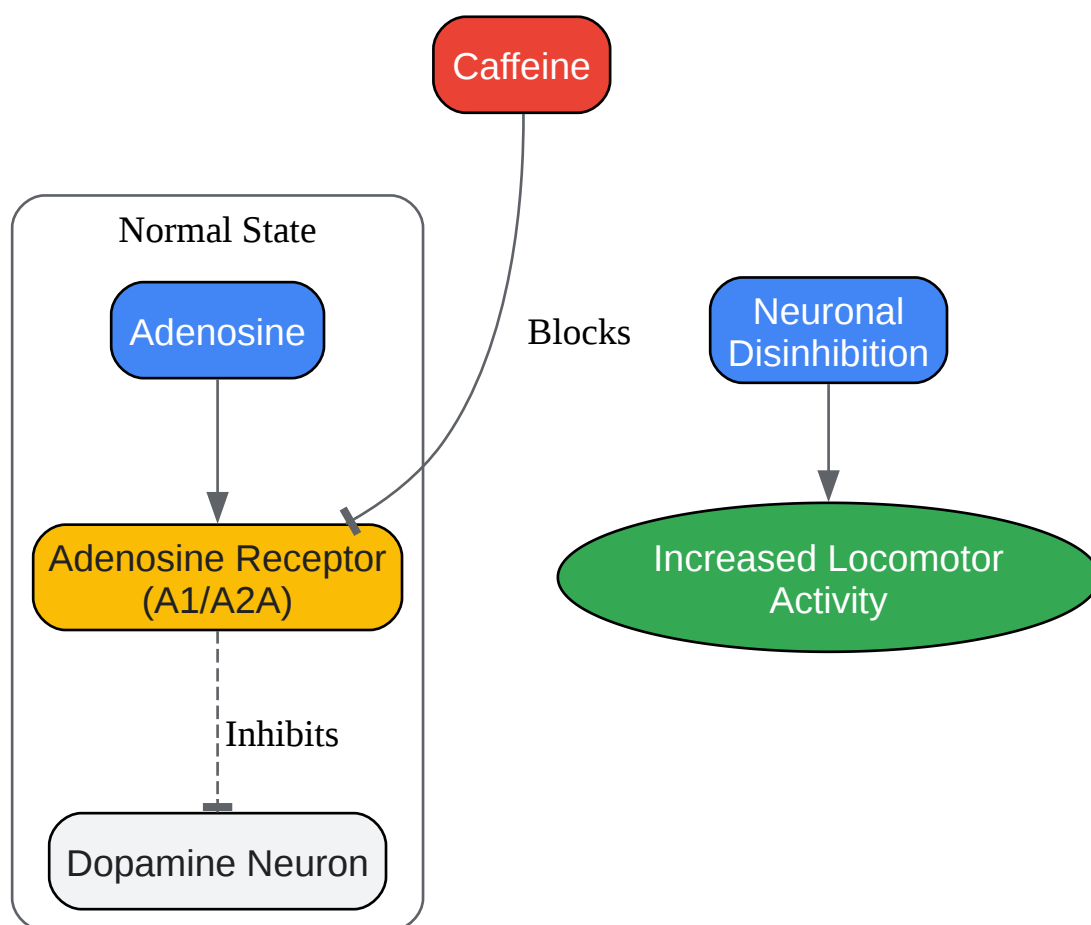 Caffeine
Normal State
Adenosine
Blocks
Neuronal
Disinhibition
Adenosine Receptor
(A1/A2A)
Increased Locomotor
Activity
Inhibits
Dopamine Neuron